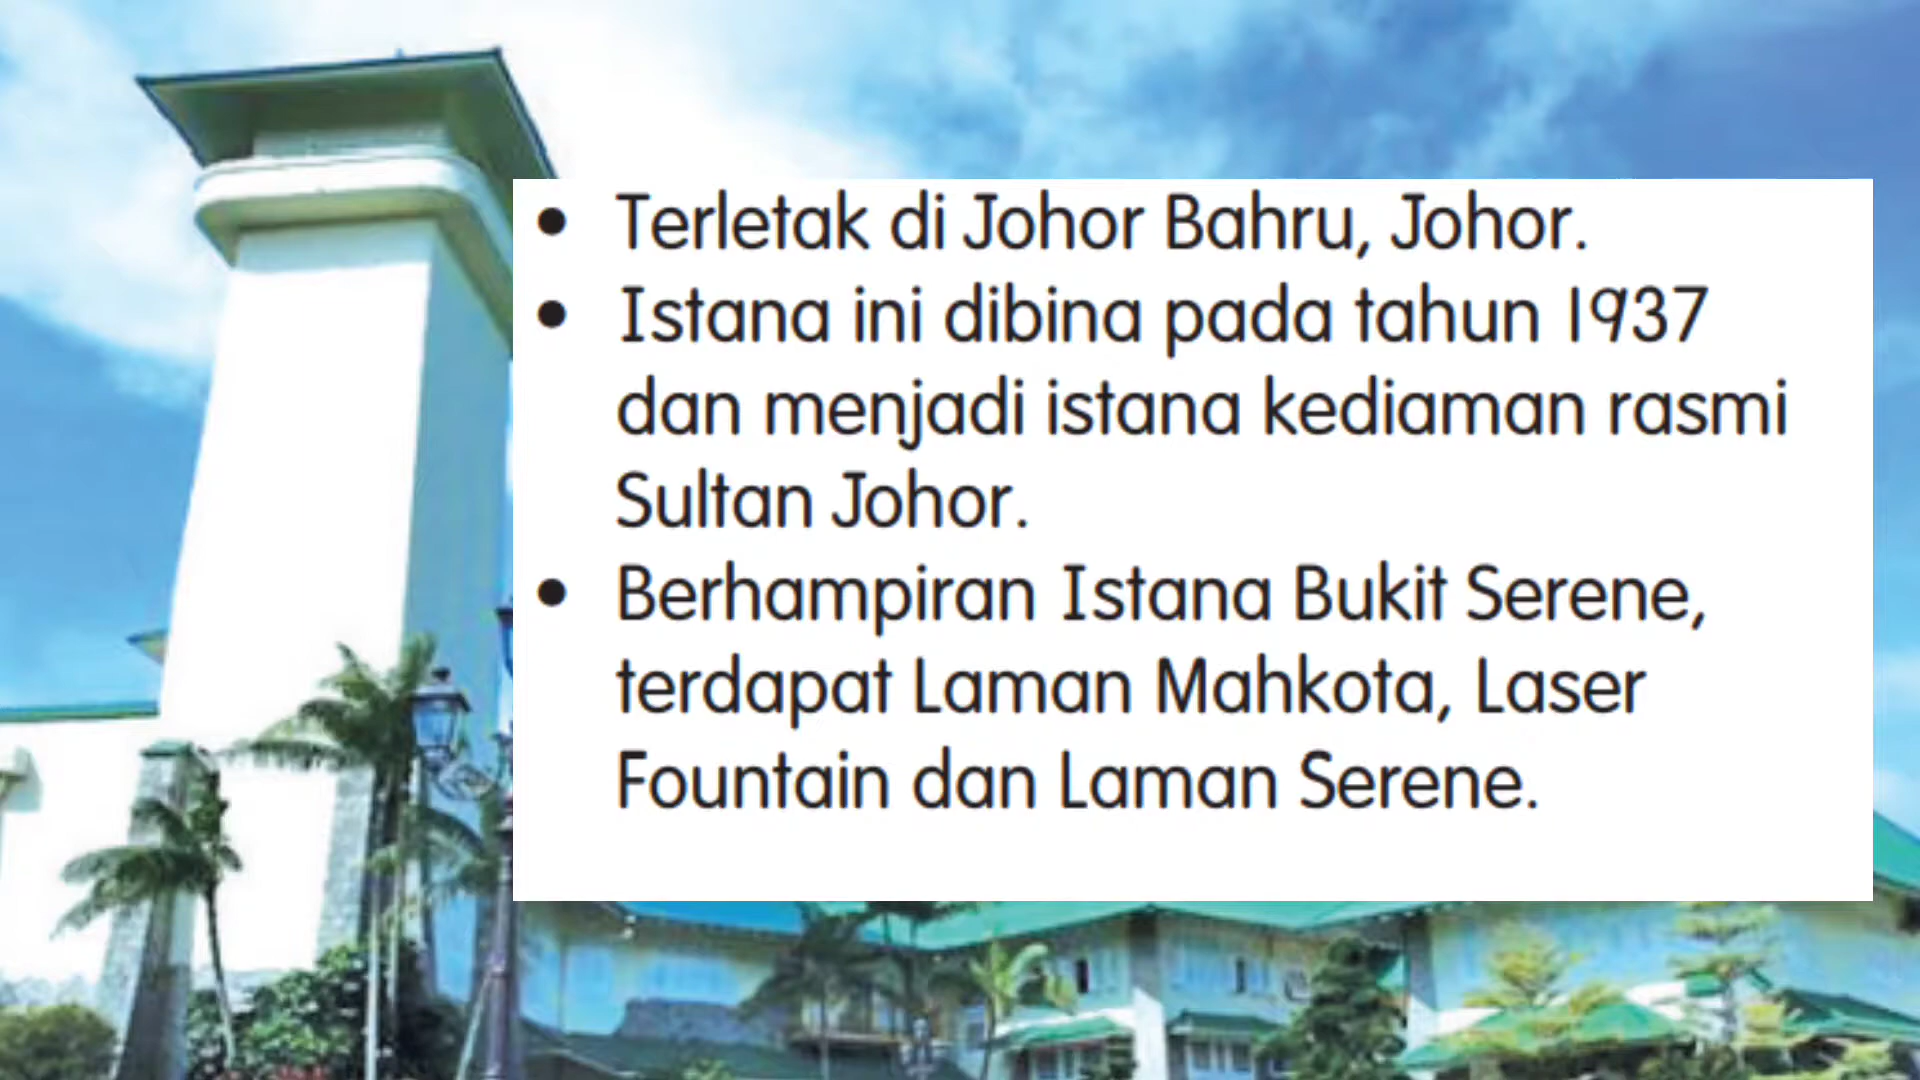 • Terletak di Johor Bahru, Johor.
• Istana ini dibina pada tahun 1937
dan menjadi istana kediaman rasmi
Sultan Johor.
• Berhampiran Istana Bukit Serene,
terdapat Laman Mahkota, Laser
Fountain dan Laman Serene.